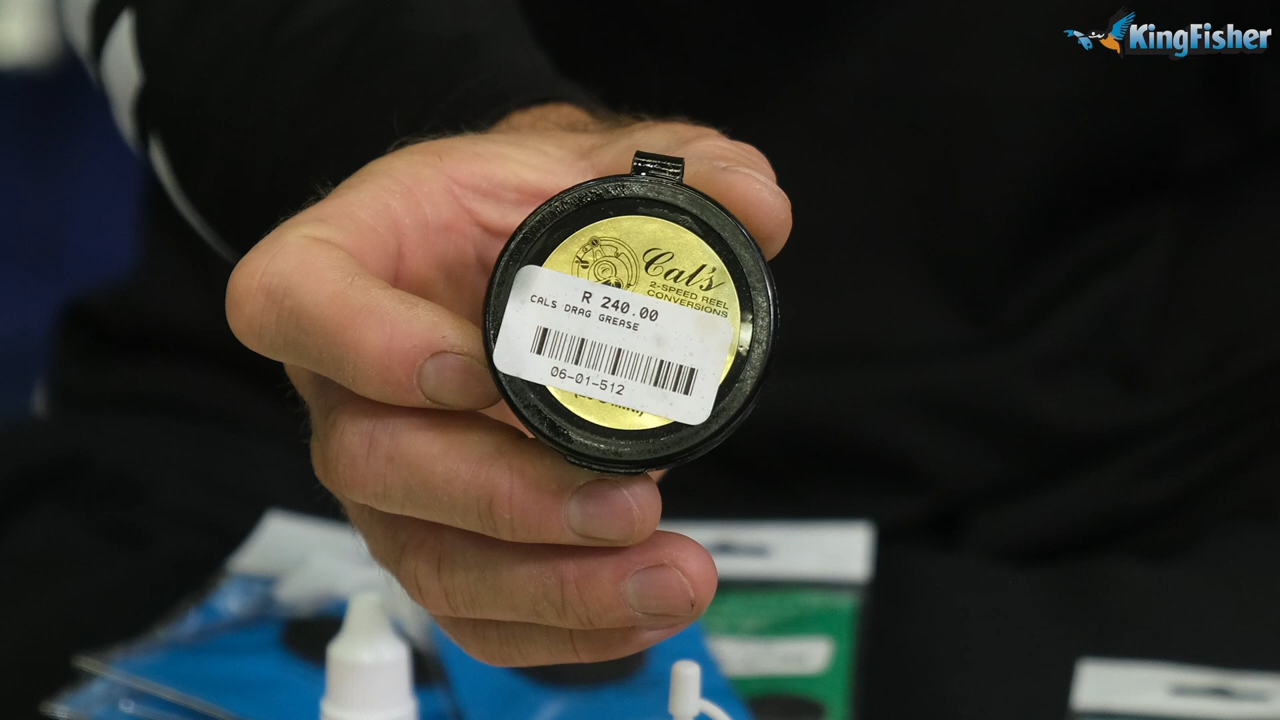 KingFisher
Cal's
2-SPEED REEL
CONVERSIONS
R 240.00
CALS DRAG GREASE
06-01-512